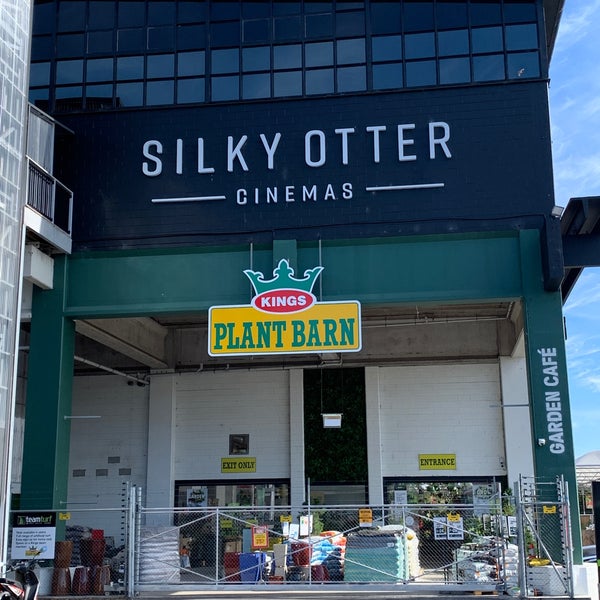 SILKY OTTER
CINEMAS
KINGS
PLANT BARN
GARDEN CAFÉ
EXIT ONLY
ENTRANCE
teamturf